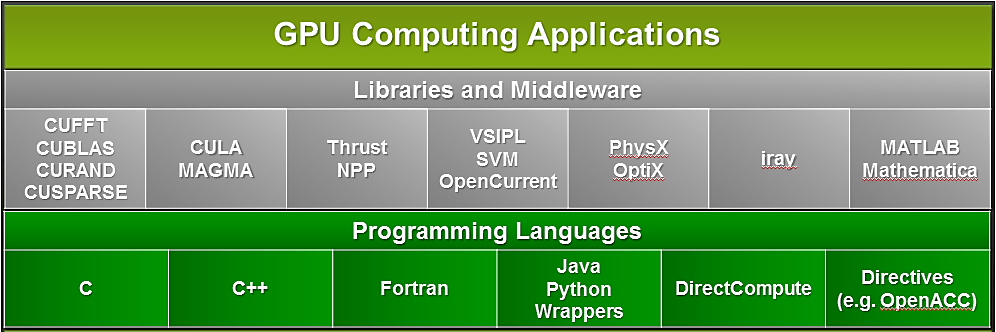 GPU Computing Applications
Libraries and Middleware
CUFFT
CUBLAS
CURAND
CUSPARSE
CULA
MAGMA
Thrust
NPP
VSIPL
SVM
OpenCurrent
PhysX
OptiX
iray
MATLAB
Mathematica
Programming Languages
C
C++
Fortran
Java
Python
Wrappers
DirectCompute
Directives
(e.g. OpenACC)